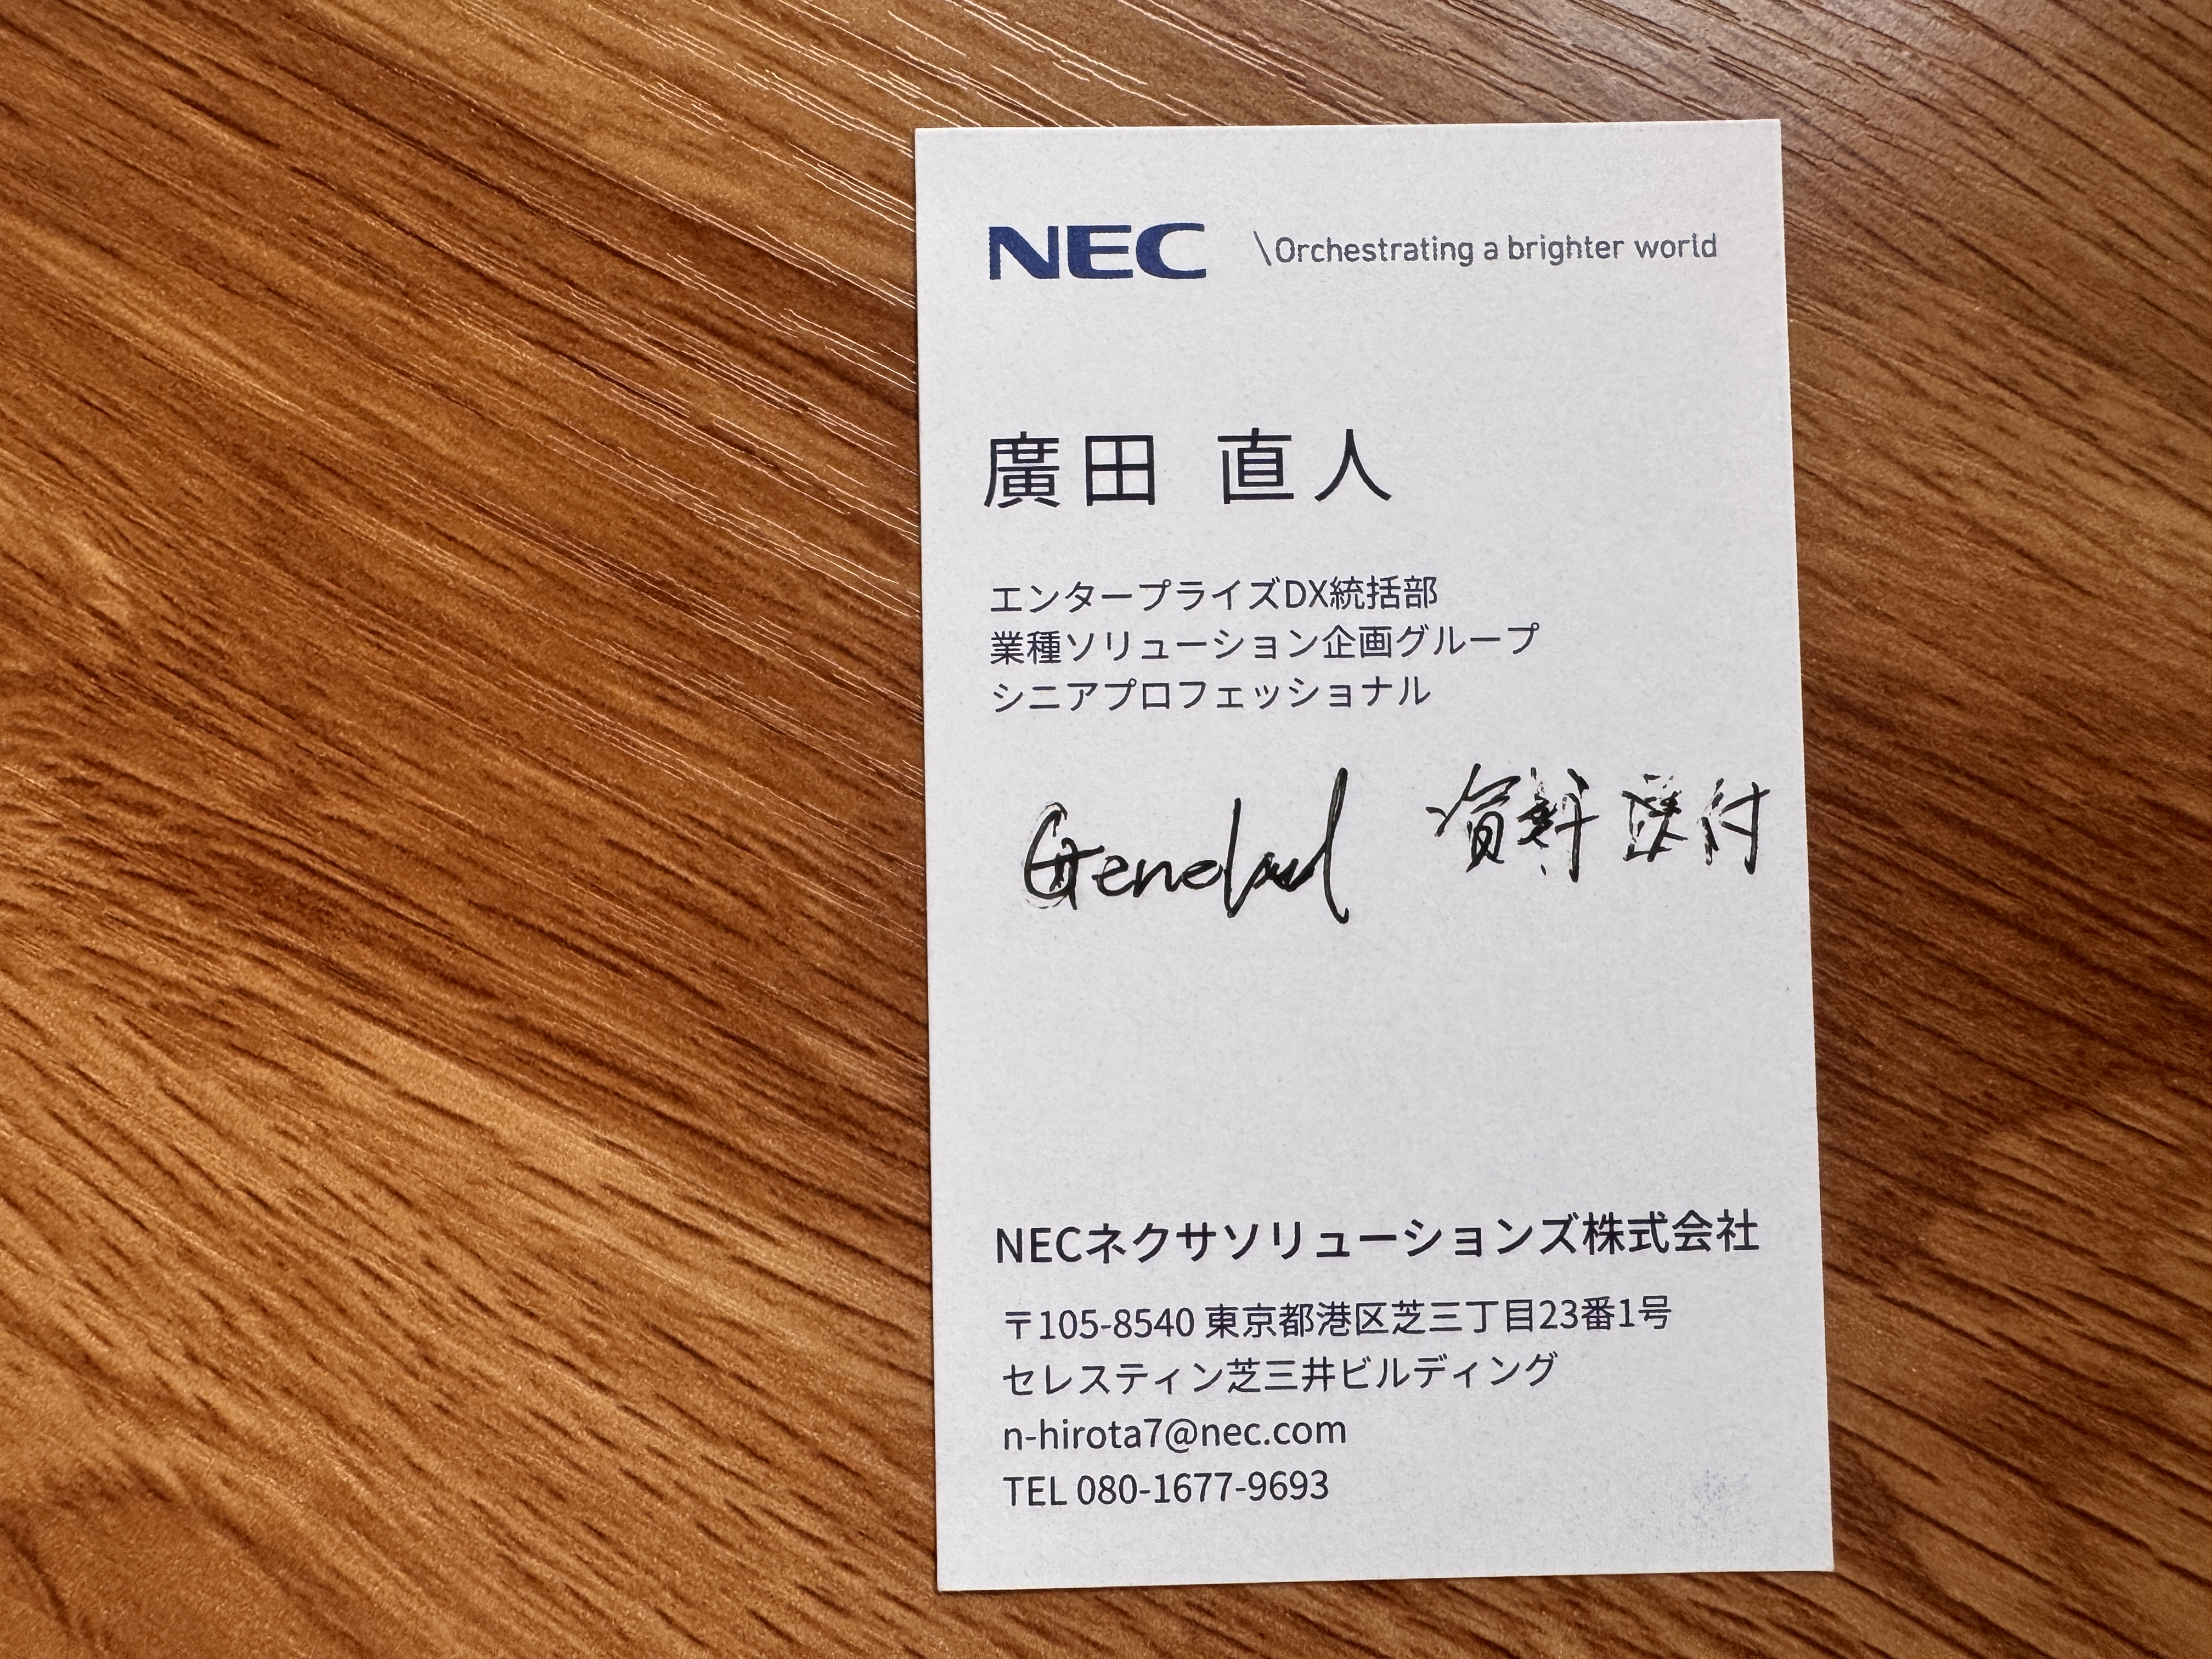 NEC \Orchestrating a brighter world
廣田 直人
エンタープライズDX統括部
業種ソリューション企画グループ
シニアプロフェッショナル
資料送付
NECネクサソリューションズ株式会社
〒105-8540 東京都港区芝三丁目23番1号
セレスティン芝三井ビルディング
n-hirota7@nec.com
TEL 080-1677-9693